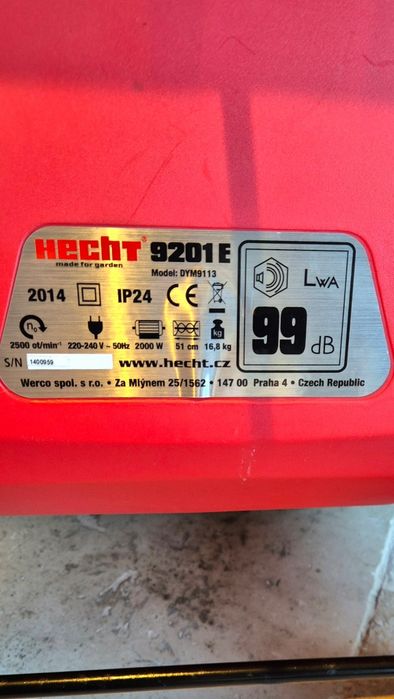 HECHT® 9201 E
made for garden
Model: DYM9113
2014 IP24 CE
LWA
99 dB
n₀ kg
2500 ot/min⁻¹ 220-240 V ~ 50Hz 2000 W 51 cm 16,8 kg
S/N 1400959 www.hecht.cz
Werco spol. s r.o. • Za Mlýnem 25/1562 • 147 00 Praha 4 • Czech Republic